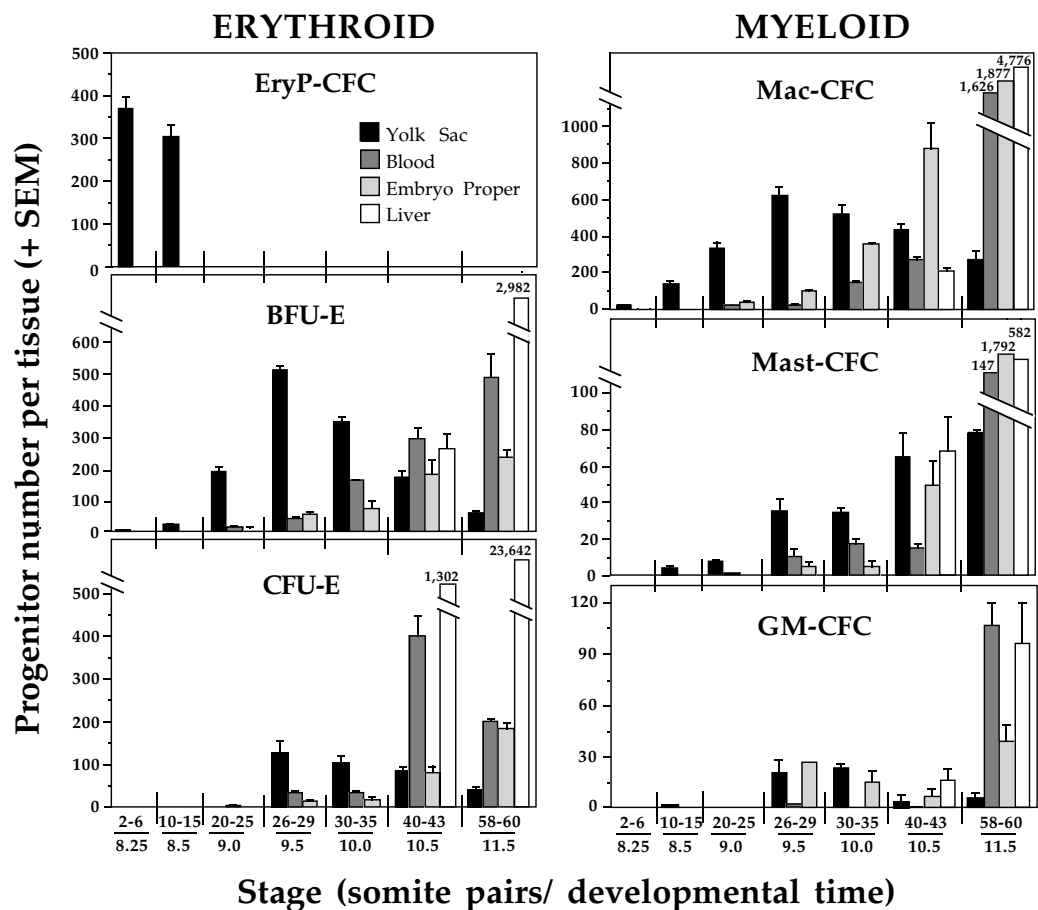 ERYTHROID
MYELOID
Progenitor number per tissue (+ SEM)
EryP-CFC
500
400
300
200
100
0
Yolk Sac
Blood
Embryo Proper
Liver
BFU-E
2,982
600
500
400
300
200
100
0
CFU-E
1,302
23,642
500
400
300
200
100
0
2-6 10-15 20-25 26-29 30-35 40-43 58-60
8.25 8.5 9.0 9.5 10.0 10.5 11.5
Mac-CFC
1,626
1,877
4,776
1000
800
600
400
200
0
Mast-CFC
147
1,792
582
80
60
40
20
0
GM-CFC
120
90
60
30
0
2-6 10-15 20-25 26-29 30-35 40-43 58-60
8.25 8.5 9.0 9.5 10.0 10.5 11.5
Stage (somite pairs/ developmental time)